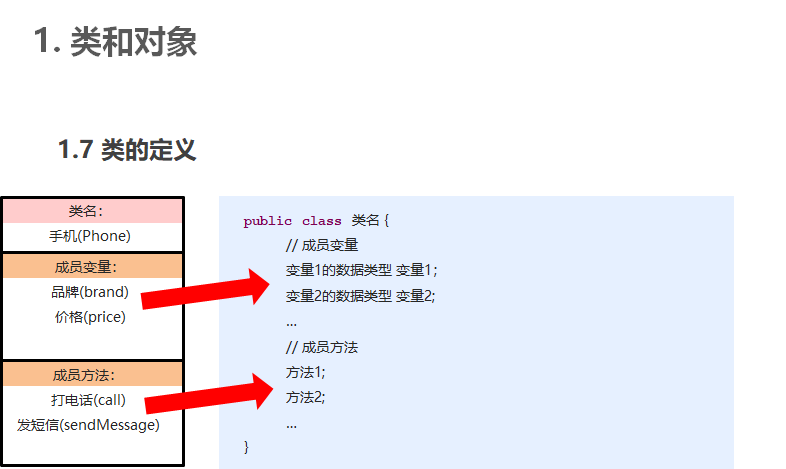 1. 类和对象
1.7 类的定义
类名：
手机(Phone)
成员变量：
品牌(brand)
价格(price)
成员方法：
打电话(call)
发短信(sendMessage)
public class 类名 {
// 成员变量
变量1的数据类型 变量1；
变量2的数据类型 变量2;
…
// 成员方法
方法1;
方法2;
…
}